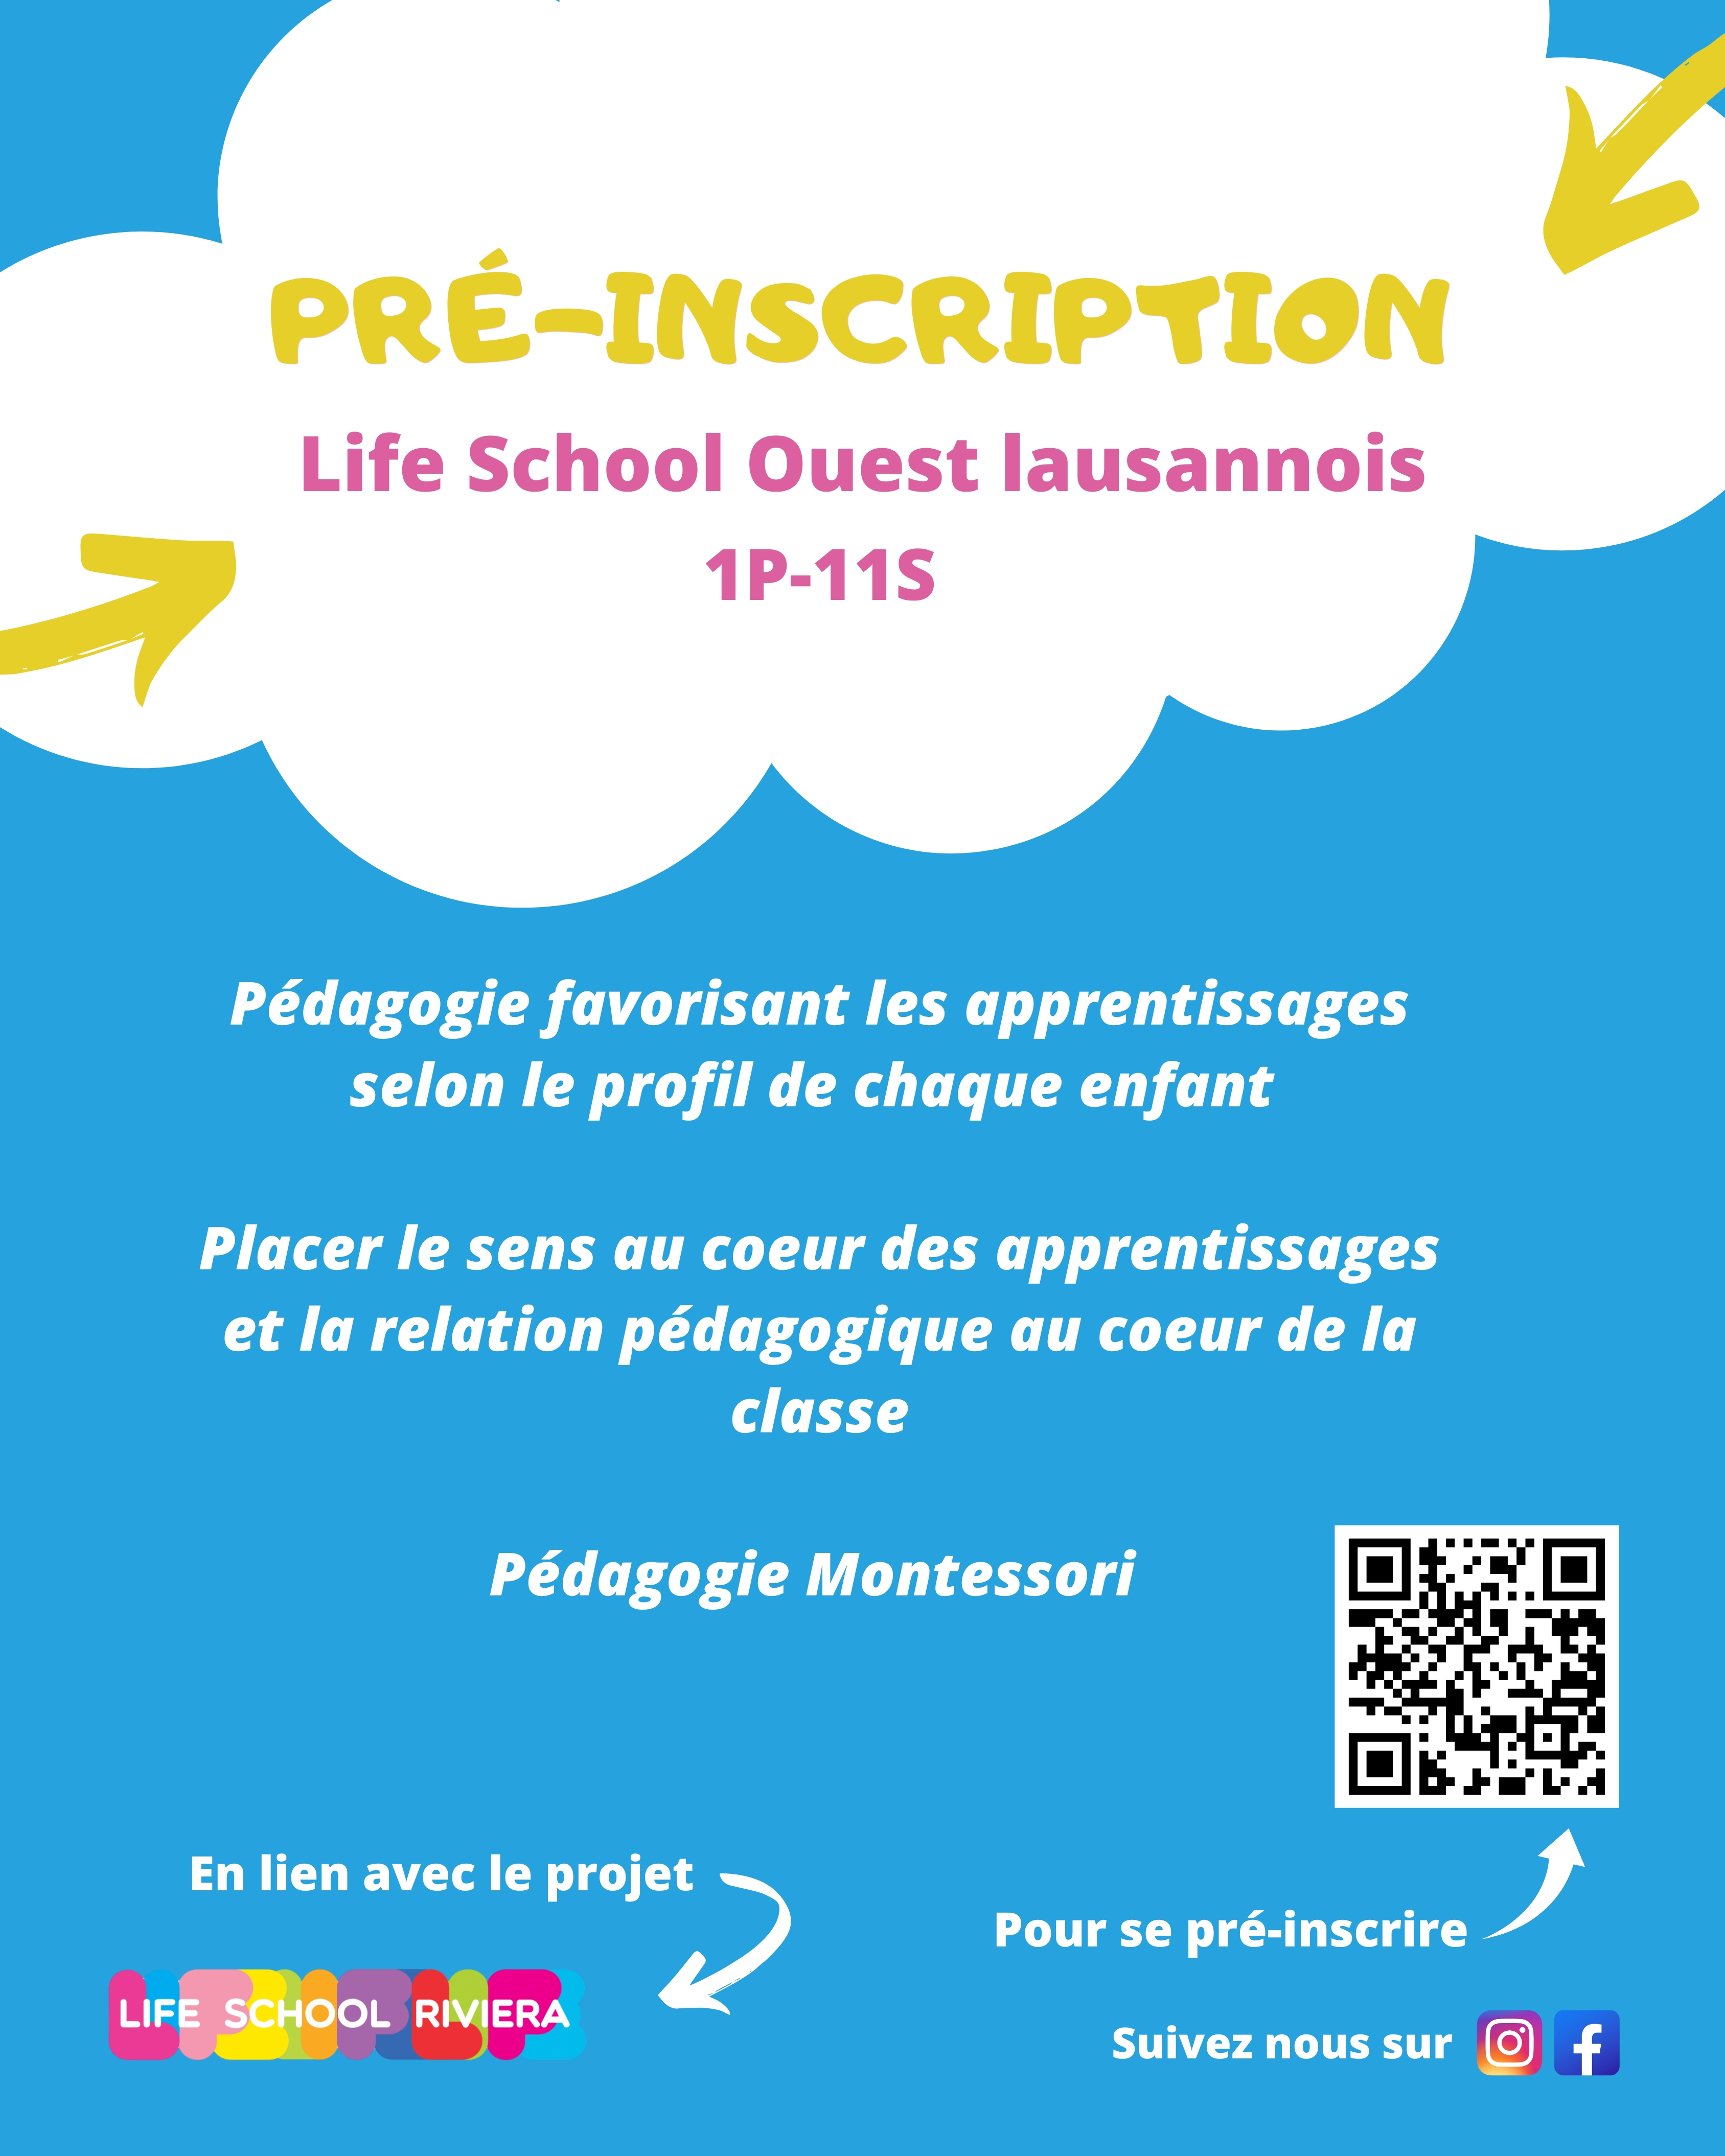 PRÉ-INSCRIPTION
Life School Ouest lausannois
1P-11S
Pédagogie favorisant les apprentissages
selon le profil de chaque enfant
Placer le sens au coeur des apprentissages
et la relation pédagogique au coeur de la
classe
Pédagogie Montessori
En lien avec le projet
LIFE SCHOOL RIVIERA
Pour se pré-inscrire
Suivez nous sur